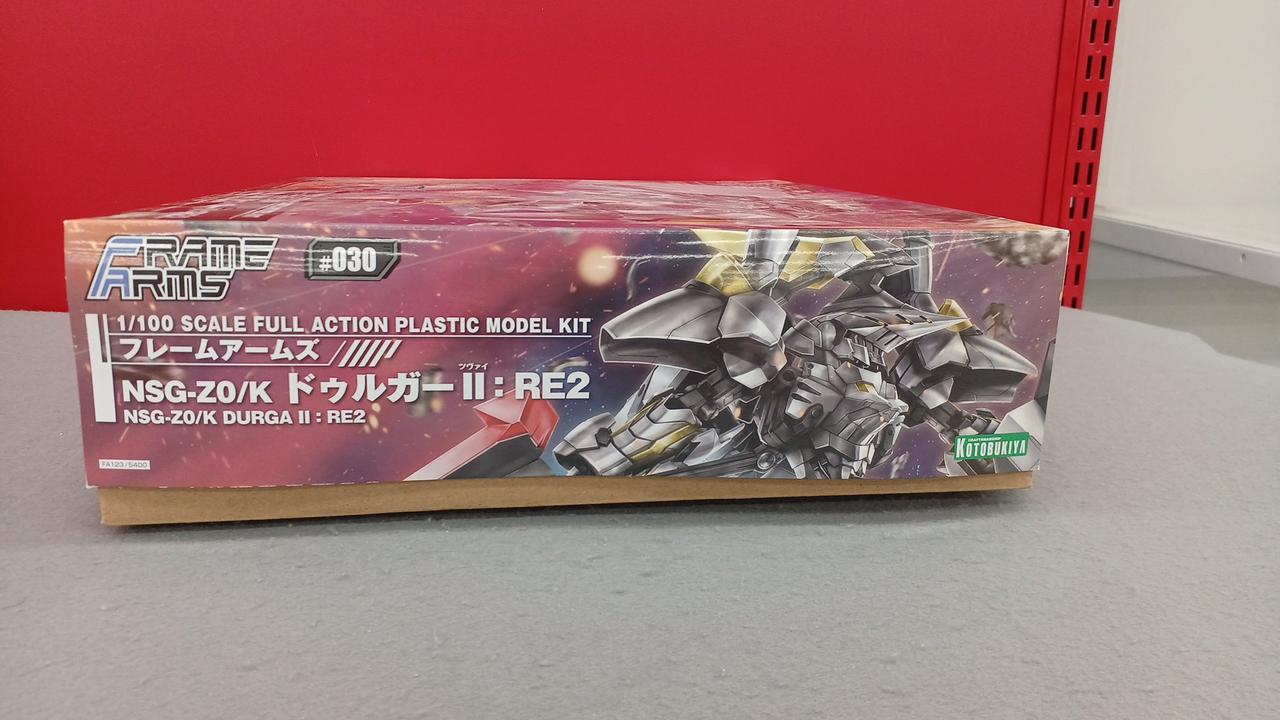 FRAME ARMS
#030
1/100 SCALE FULL ACTION PLASTIC MODEL KIT
フレームアームズ
ツヴァイ
NSG-Z0/K ドゥルガーII : RE2
NSG-Z0/K DURGA II : RE2
FA123/5400
CRAFTSMANSHIP
KOTOBUKIYA